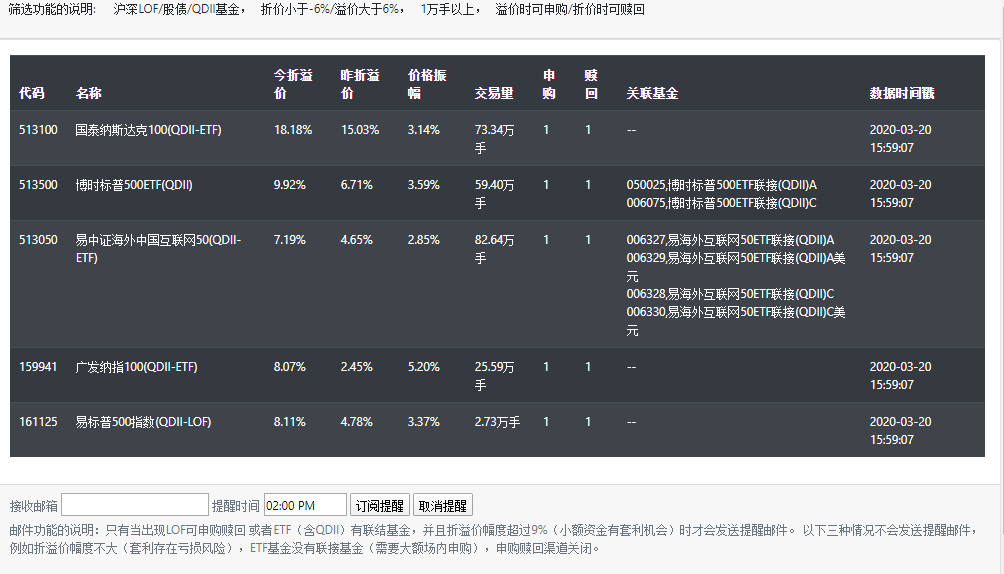 筛选功能的说明: 沪深LOF/股债/QDII基金， 折价小于-6%/溢价大于6%， 1万手以上， 溢价时可申购/折价时可赎回
代码 名称 今折溢价 昨折溢价 价格振幅 交易量 申购 赎回 关联基金 数据时间戳
513100 国泰纳斯达克100(QDII-ETF) 18.18% 15.03% 3.14% 73.34万手 1 1 -- 2020-03-20 15:59:07
513500 博时标普500ETF(QDII) 9.92% 6.71% 3.59% 59.40万手 1 1 050025,博时标普500ETF联接(QDII)A 2020-03-20 15:59:07
006075,博时标普500ETF联接(QDII)C
513050 易中证海外中国互联网50(QDII-ETF) 7.19% 4.65% 2.85% 82.64万手 1 1 006327,易海外互联网50ETF联接(QDII)A 2020-03-20 15:59:07
006329,易海外互联网50ETF联接(QDII)A美元
006328,易海外互联网50ETF联接(QDII)C
006330,易海外互联网50ETF联接(QDII)C美元
159941 广发纳指100(QDII-ETF) 8.07% 2.45% 5.20% 25.59万手 1 1 -- 2020-03-20 15:59:07
161125 易标普500指数(QDII-LOF) 8.11% 4.78% 3.37% 2.73万手 1 1 -- 2020-03-20 15:59:07
接收邮箱 提醒时间 02:00 PM 订阅提醒 取消提醒
邮件功能的说明：只有当出现LOF可申购赎回 或者ETF（含QDII）有联结基金，并且折溢价幅度超过9%（小额资金有套利机会）时才会发送提醒邮件。 以下三种情况不会发送提醒邮件，
例如折溢价幅度不大（套利存在亏损风险），ETF基金没有联接基金（需要大额场内申购），申购赎回渠道关闭。